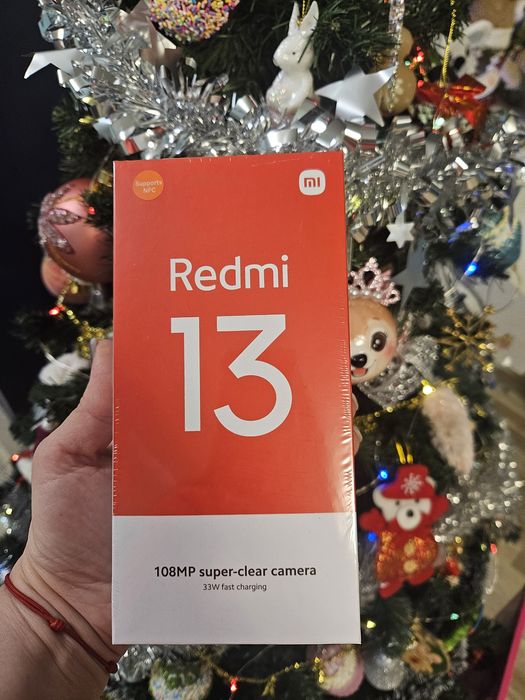 Supports
NFC
mi
Redmi
13
108MP super-clear camera
33W fast charging